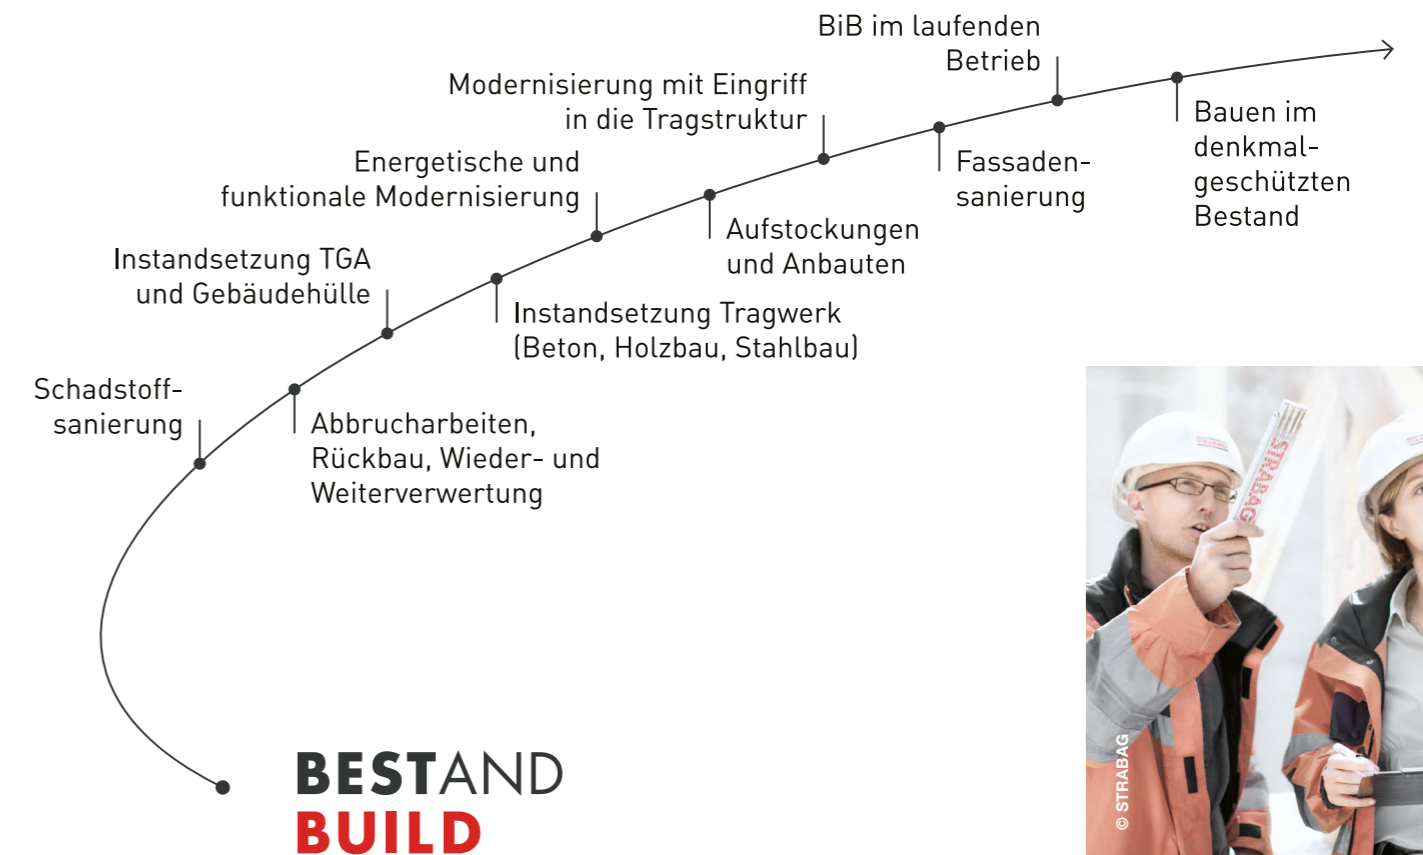 BiB im laufenden
Betrieb
Modernisierung mit Eingriff
in die Tragstruktur
Bauen im
denkmal-
geschützten
Bestand
Energetische und
funktionale Modernisierung
Fassaden-
sanierung
Aufstockungen
und Anbauten
Instandsetzung TGA
und Gebäudehülle
Instandsetzung Tragwerk
(Beton, Holzbau, Stahlbau)
Schadstoff-
sanierung
Abbrucharbeiten,
Rückbau, Wieder- und
Weiterverwertung
STRABAG
© STRABAG
BESTAND
BUILD